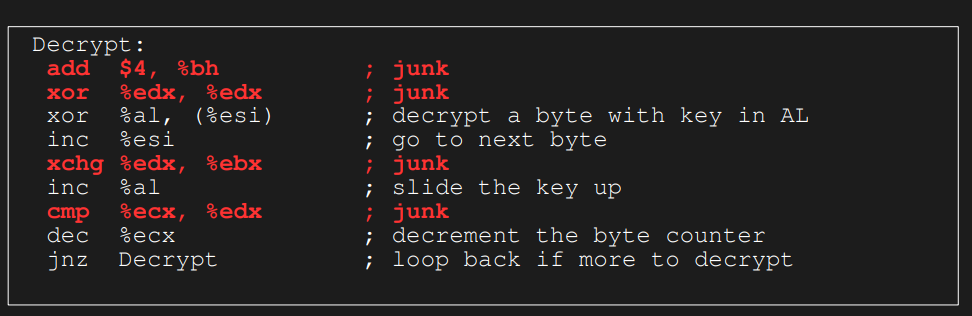 Decrypt:
add $4, %bh ; junk
xor %edx, %edx ; junk
xor %al, (%esi) ; decrypt a byte with key in AL
inc %esi ; go to next byte
xchg %edx, %ebx ; junk
inc %al ; slide the key up
cmp %ecx, %edx ; junk
dec %ecx ; decrement the byte counter
jnz Decrypt ; loop back if more to decrypt